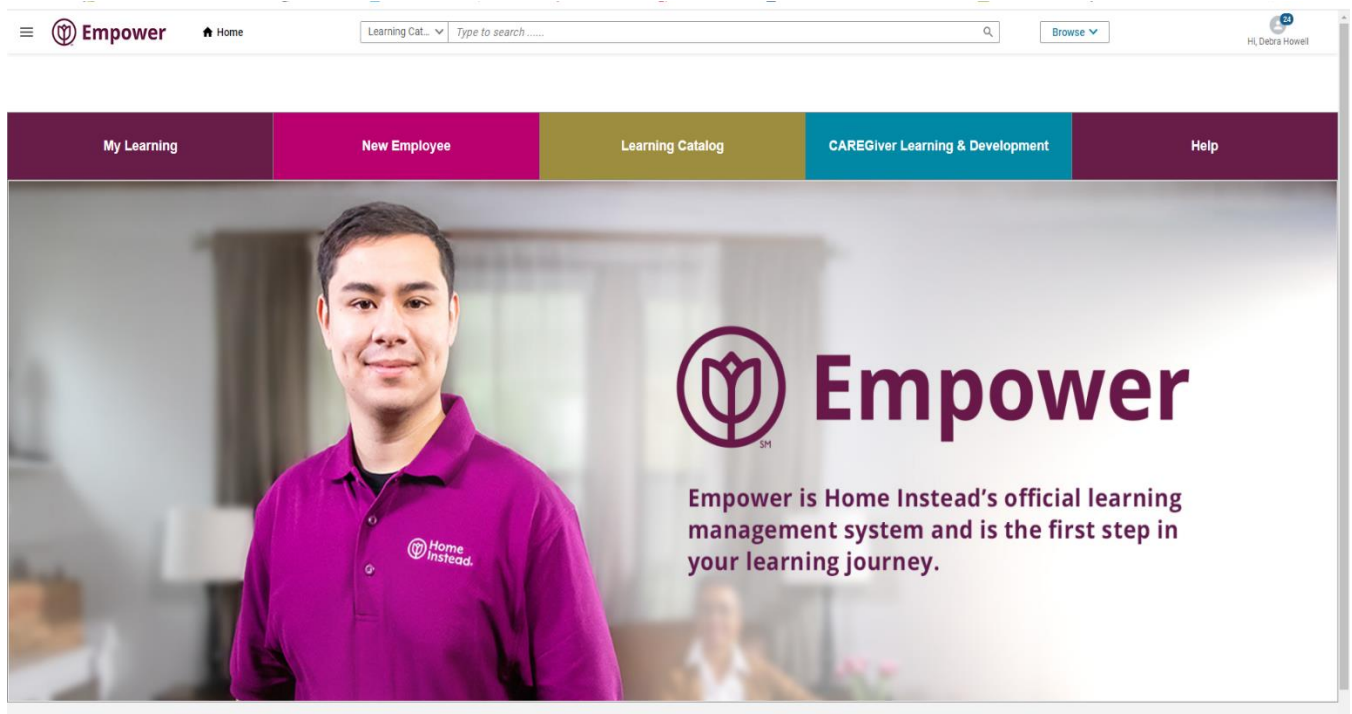 Empower
Home
Learning Cat...
Type to search ......
Browse
24
Hi, Debra Howell
My Learning
New Employee
Learning Catalog
CAREGiver Learning & Development
Help
Empower
SM
Empower is Home Instead’s official learning
management system and is the first step in
your learning journey.
Home
Instead.